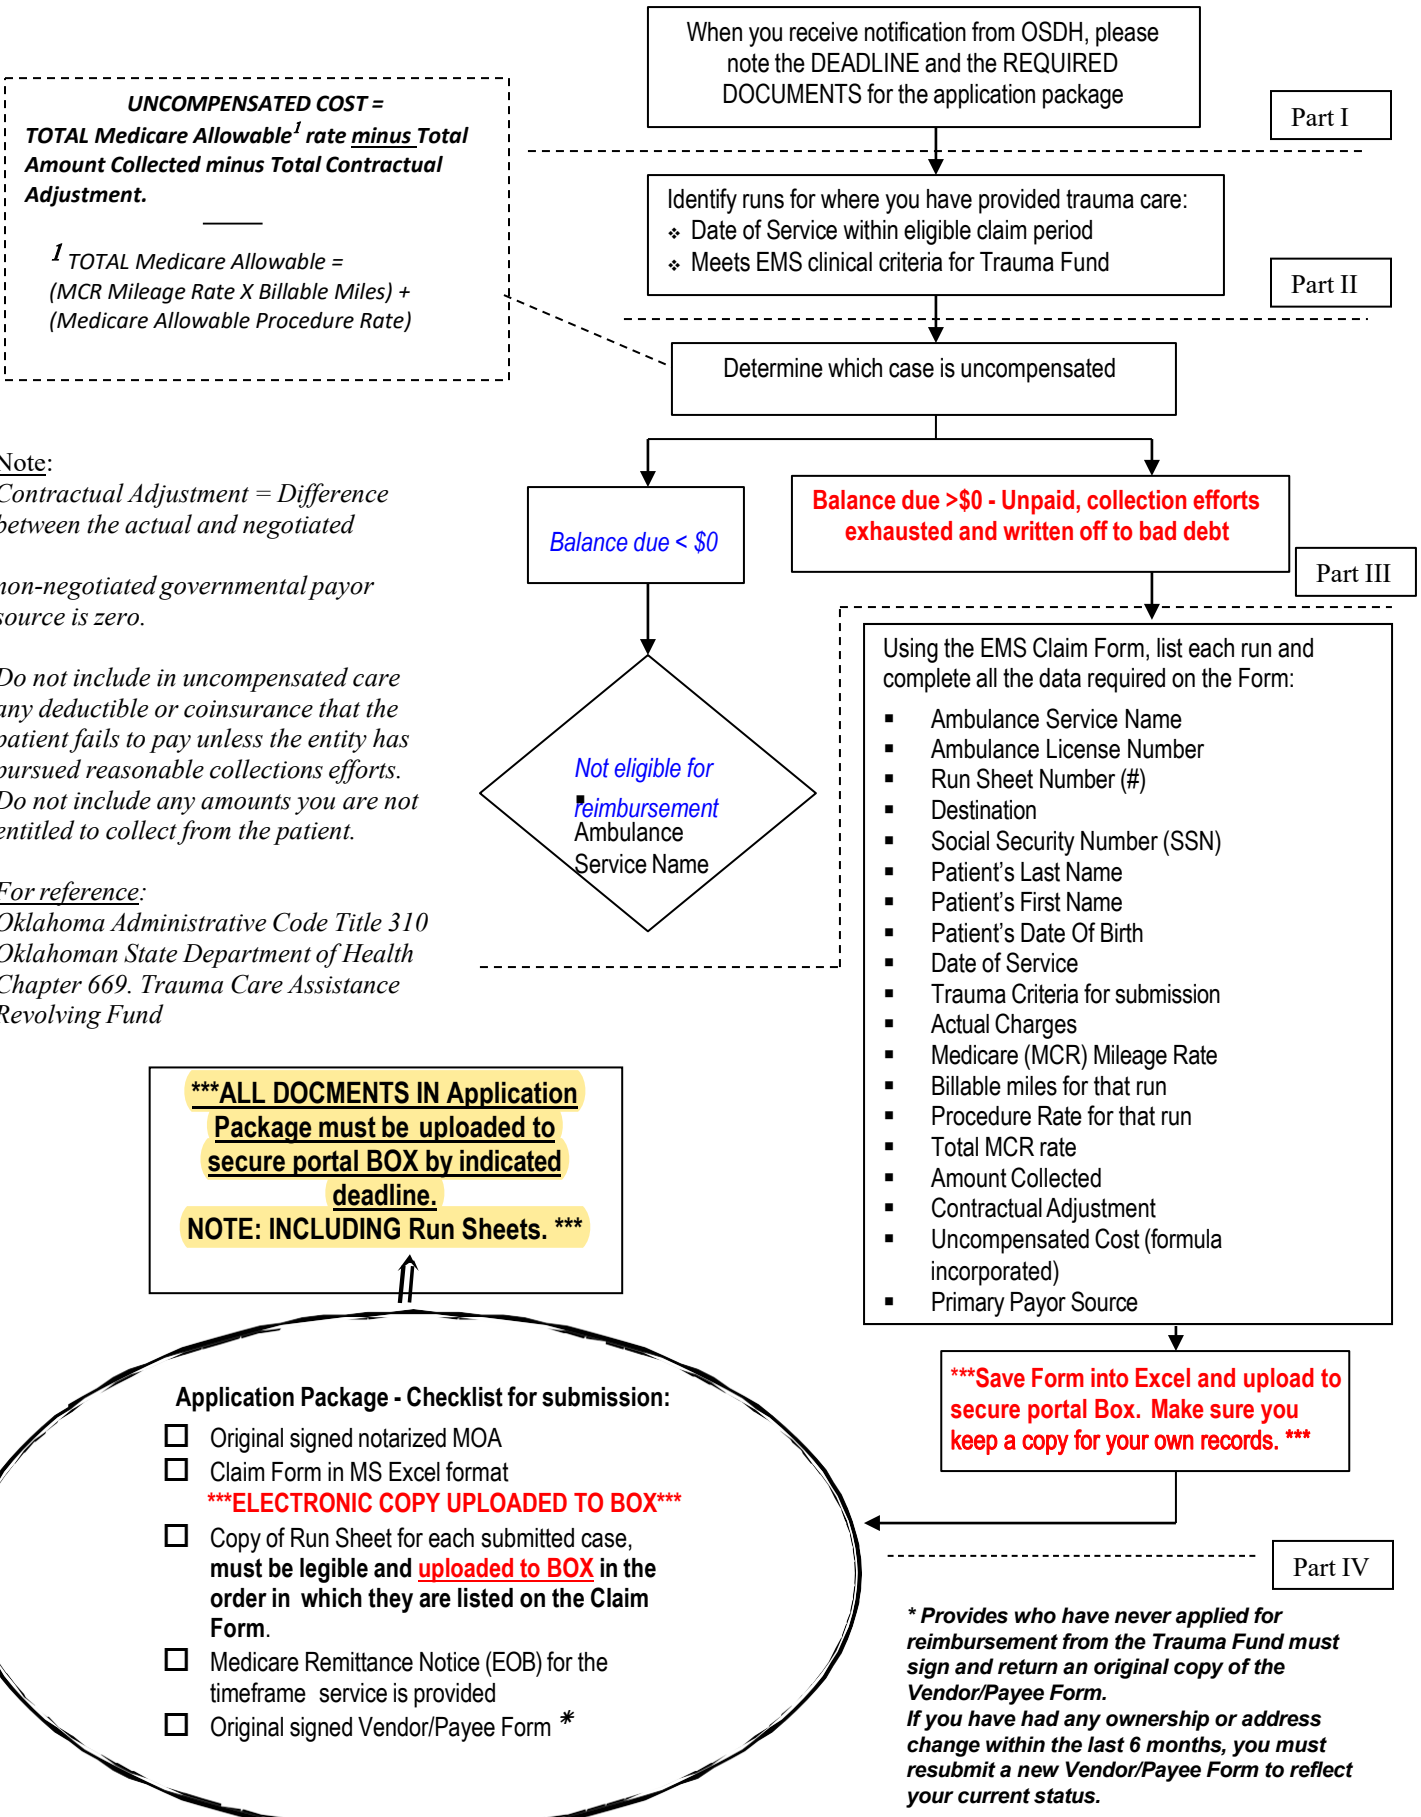 When you receive notification from OSDH, please
note the DEADLINE and the REQUIRED
DOCUMENTS for the application package
Part I
UNCOMPENSATED COST =
TOTAL Medicare Allowable1 rate minus Total
Amount Collected minus Total Contractual
Adjustment.
1 TOTAL Medicare Allowable =
(MCR Mileage Rate X Billable Miles) +
(Medicare Allowable Procedure Rate)
Identify runs for where you have provided trauma care:
❖ Date of Service within eligible claim period
❖ Meets EMS clinical criteria for Trauma Fund
Part II
Determine which case is uncompensated
Note:
Contractual Adjustment = Difference
between the actual and negotiated
non-negotiated governmental payor
source is zero.
Do not include in uncompensated care
any deductible or coinsurance that the
patient fails to pay unless the entity has
pursued reasonable collections efforts.
Do not include any amounts you are not
entitled to collect from the patient.
For reference:
Oklahoma Administrative Code Title 310
Oklahoman State Department of Health
Chapter 669. Trauma Care Assistance
Revolving Fund
Balance due < $0
Balance due >$0 - Unpaid, collection efforts
exhausted and written off to bad debt
Part III
Not eligible for
reimbursement
▪ Ambulance
Service Name
Using the EMS Claim Form, list each run and
complete all the data required on the Form:
▪ Ambulance Service Name
▪ Ambulance License Number
▪ Run Sheet Number (#)
▪ Destination
▪ Social Security Number (SSN)
▪ Patient's Last Name
▪ Patient's First Name
▪ Patient's Date Of Birth
▪ Date of Service
▪ Trauma Criteria for submission
▪ Actual Charges
▪ Medicare (MCR) Mileage Rate
▪ Billable miles for that run
▪ Procedure Rate for that run
▪ Total MCR rate
▪ Amount Collected
▪ Contractual Adjustment
▪ Uncompensated Cost (formula
incorporated)
▪ Primary Payor Source
***ALL DOCMENTS IN Application
Package must be uploaded to
secure portal BOX by indicated
deadline.
NOTE: INCLUDING Run Sheets. ***
***Save Form into Excel and upload to
secure portal Box. Make sure you
keep a copy for your own records. ***
Application Package - Checklist for submission:
☐ Original signed notarized MOA
☐ Claim Form in MS Excel format
***ELECTRONIC COPY UPLOADED TO BOX***
☐ Copy of Run Sheet for each submitted case,
must be legible and uploaded to BOX in the
order in which they are listed on the Claim
Form.
☐ Medicare Remittance Notice (EOB) for the
timeframe service is provided
☐ Original signed Vendor/Payee Form *
Part IV
* Provides who have never applied for
reimbursement from the Trauma Fund must
sign and return an original copy of the
Vendor/Payee Form.
If you have had any ownership or address
change within the last 6 months, you must
resubmit a new Vendor/Payee Form to reflect
your current status.